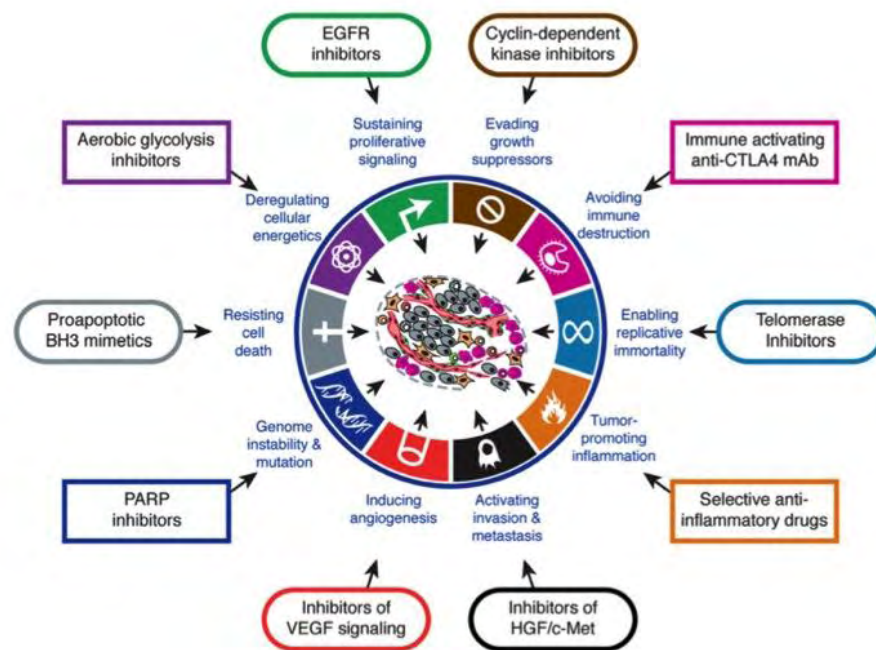 EGFR
inhibitors
Cyclin-dependent
kinase inhibitors
Sustaining
proliferative
signaling
Evading
growth
suppressors
Aerobic glycolysis
inhibitors
Immune activating
anti-CTLA4 mAb
Deregulating
cellular
energetics
Avoiding
immune
destruction
Proapoptotic
BH3 mimetics
Resisting
cell
death
Enabling
replicative
immortality
Telomerase
Inhibitors
Genome
instability &
mutation
Tumor-
promoting
inflammation
PARP
inhibitors
Inducing
angiogenesis
Activating
invasion &
metastasis
Selective anti-
inflammatory drugs
Inhibitors of
VEGF signaling
Inhibitors of
HGF/c-Met